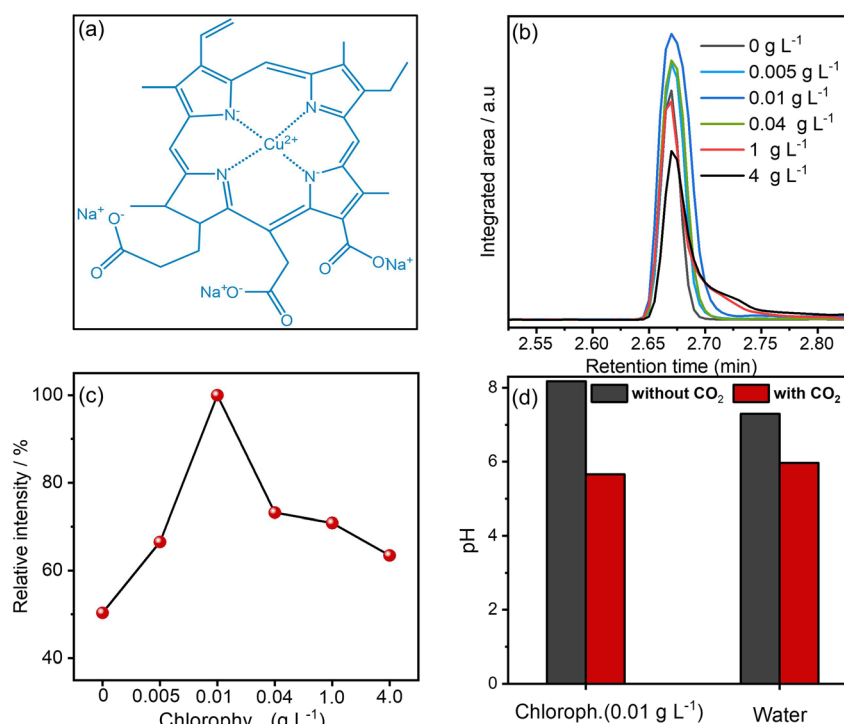 (a)
N-
N
Cu2+
N
N-
Na+
O-
O
Na+O-
O
O
ONa+
(b)
0 g L-1
0.005 g L-1
0.01 g L-1
0.04 g L-1
1 g L-1
4 g L-1
Integrated area / a.u
2.55 2.60 2.65 2.70 2.75 2.80
Retention time (min)
(c)
100
80
60
40
Relative intensity / %
0 0.005 0.01 0.04 1.0 4.0
Chlorophy (g L-1)
(d)
without CO2 with CO2
8
6
4
2
0
pH
Chloroph.(0.01 g L-1) Water